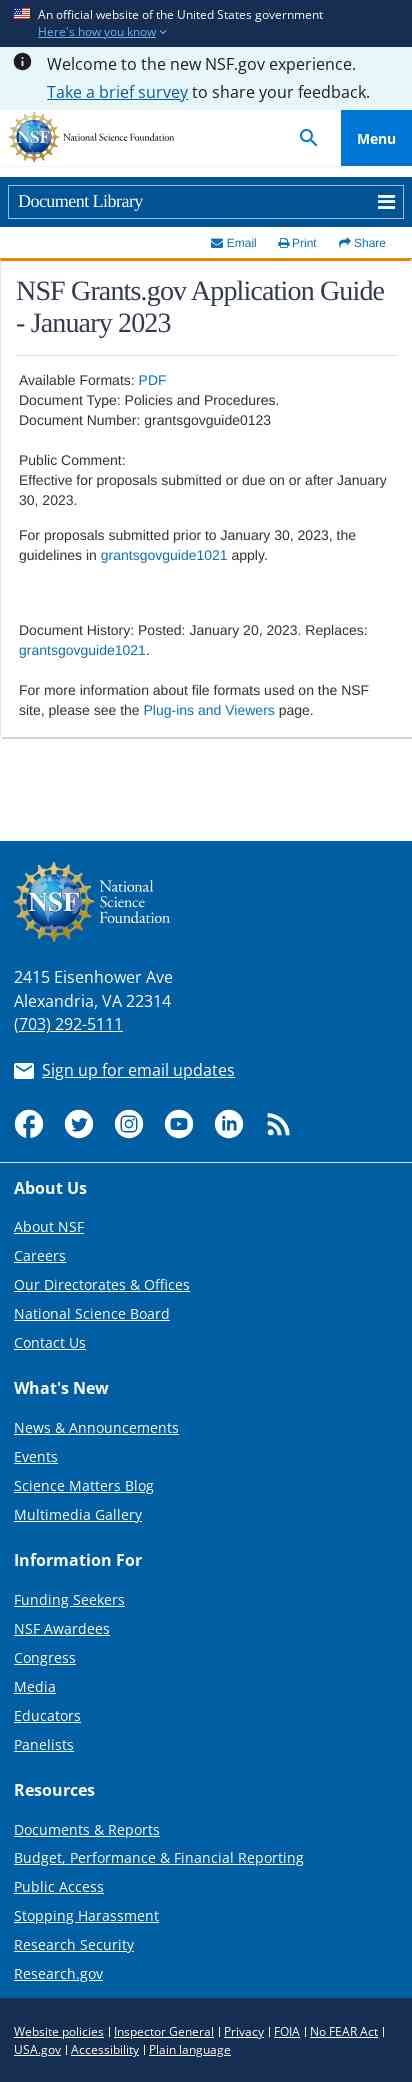 An official website of the United States government
Here's how you know
Welcome to the new NSF.gov experience.
Take a brief survey to share your feedback.
NSF National Science Foundation
Menu
Document Library
Email Print Share
NSF Grants.gov Application Guide
- January 2023
Available Formats: PDF
Document Type: Policies and Procedures.
Document Number: grantsgovguide0123
Public Comment:
Effective for proposals submitted or due on or after January
30, 2023.
For proposals submitted prior to January 30, 2023, the
guidelines in grantsgovguide1021 apply.
Document History: Posted: January 20, 2023. Replaces:
grantsgovguide1021.
For more information about file formats used on the NSF
site, please see the Plug-ins and Viewers page.
NSF
National
Science
Foundation
2415 Eisenhower Ave
Alexandria, VA 22314
(703) 292-5111
Sign up for email updates
About Us
About NSF
Careers
Our Directorates & Offices
National Science Board
Contact Us
What's New
News & Announcements
Events
Science Matters Blog
Multimedia Gallery
Information For
Funding Seekers
NSF Awardees
Congress
Media
Educators
Panelists
Resources
Documents & Reports
Budget, Performance & Financial Reporting
Public Access
Stopping Harassment
Research Security
Research.gov
Website policies | Inspector General | Privacy | FOIA | No FEAR Act |
USA.gov | Accessibility | Plain language